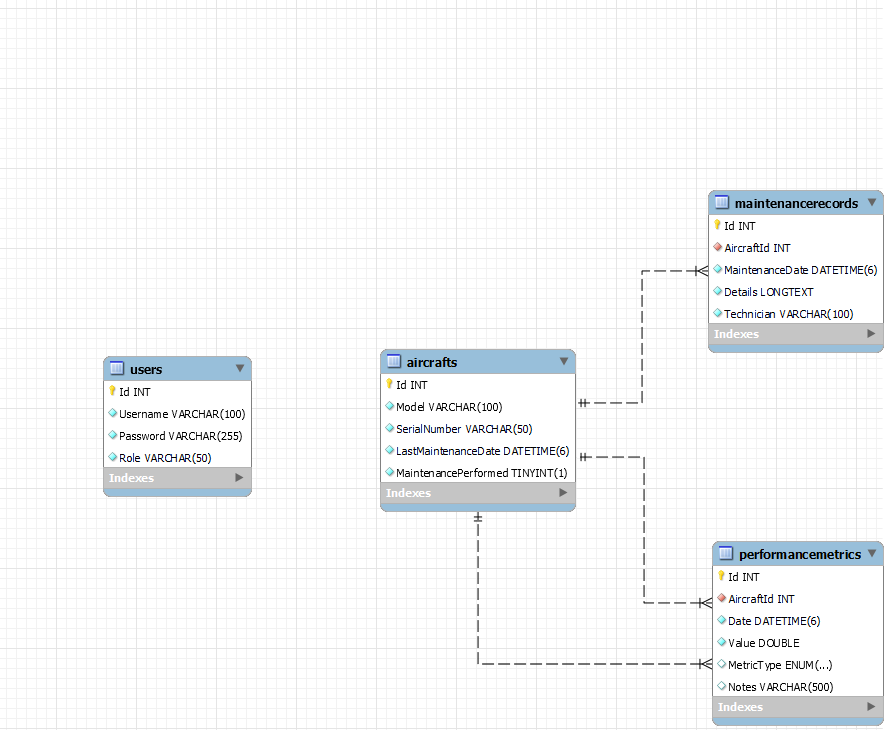 maintenancerecords
Id INT
AircraftId INT
MaintenanceDate DATETIME(6)
Details LONGTEXT
Technician VARCHAR(100)
Indexes
users
Id INT
Username VARCHAR(100)
Password VARCHAR(255)
Role VARCHAR(50)
Indexes
aircrafts
Id INT
Model VARCHAR(100)
SerialNumber VARCHAR(50)
LastMaintenanceDate DATETIME(6)
MaintenancePerformed TINYINT(1)
Indexes
performancemetrics
Id INT
AircraftId INT
Date DATETIME(6)
Value DOUBLE
MetricType ENUM(...)
Notes VARCHAR(500)
Indexes